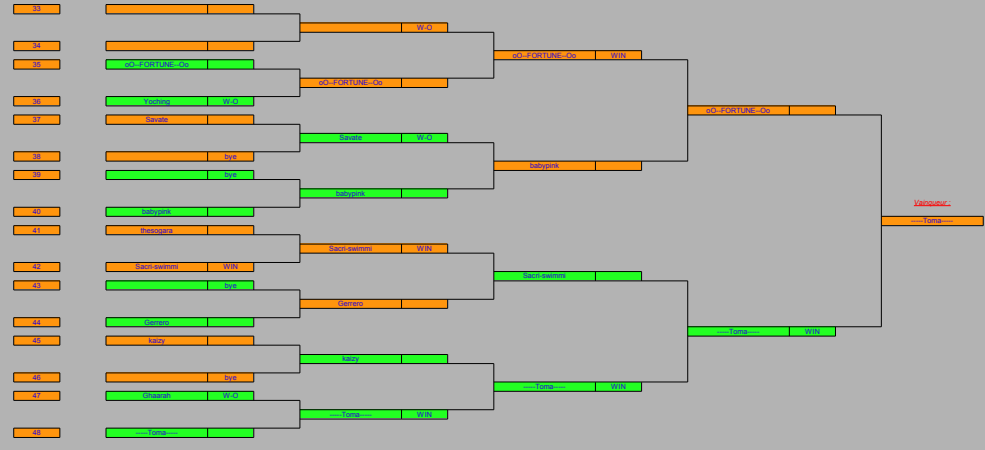 33
W-O
34
oO--FORTUNE--Oo WIN
35 oO--FORTUNE--Oo
oO--FORTUNE--Oo
36 Yoching W-O
oO--FORTUNE--Oo
37 Savate
Savate W-O
38 bye
babypink
39 bye
babypink
40 babypink
Vainqueur :
-----Toma-----
41 thesogara
Sacri-swimmi WIN
42 Sacri-swimmi WIN
Sacri-swimmi
43 bye
Gerrero
44 Gerrero
-----Toma----- WIN
45 kaizy
kaizy
46 bye
-----Toma----- WIN
47 Ghaarah W-O
-----Toma----- WIN
48 -----Toma-----